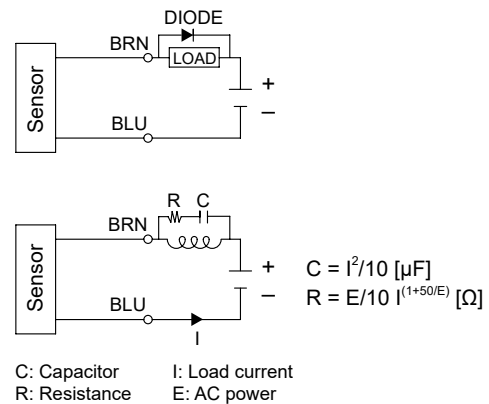 DIODE
BRN
LOAD
Sensor
+
−
BLU
R C
BRN
Sensor
+
−
C = I²/10 [μF]
R = E/10 I⁽¹⁺⁵⁰/ᴱ⁾ [Ω]
BLU
I
C: Capacitor I: Load current
R: Resistance E: AC power